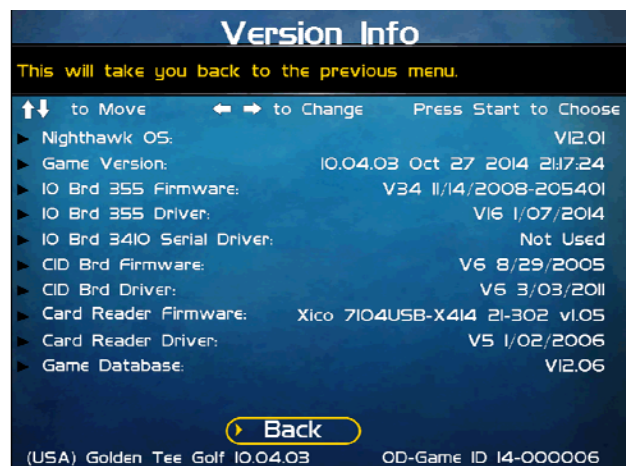 Version Info
This will take you back to the previous menu.
to Move to Change Press Start to Choose
Nighthawk OS: V12.01
Game Version: 10.04.03 Oct 27 2014 21:17:24
IO Brd 355 Firmware: V34 11/14/2008-205401
IO Brd 355 Driver: V16 1/07/2014
IO Brd 3410 Serial Driver: Not Used
CID Brd Firmware: V6 8/29/2005
CID Brd Driver: V6 3/03/2011
Card Reader Firmware: Xico 7104USB-X414 21-302 v1.05
Card Reader Driver: V5 1/02/2006
Game Database: V12.06
Back
(USA) Golden Tee Golf 10.04.03 OD-Game ID 14-000006